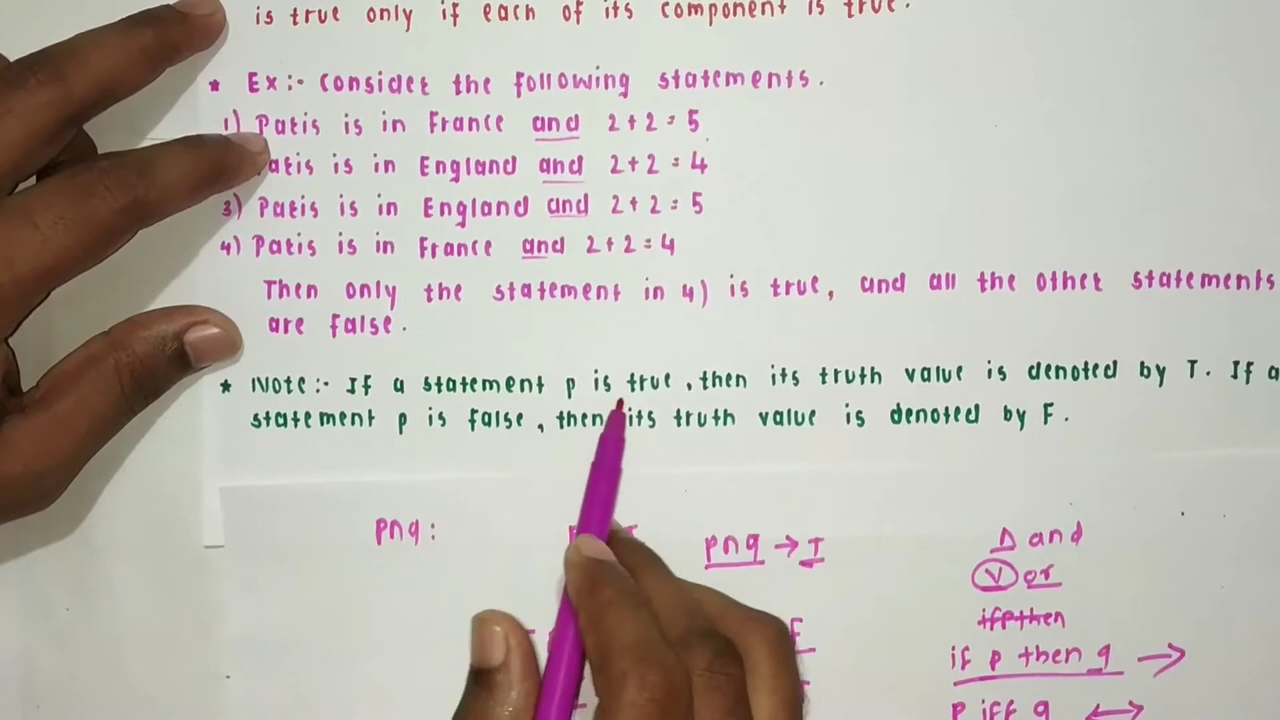 is true only if each of its component is true.
* Ex:- Consider the following statements.
1) Paris is in France and 2+2=5
Paris is in England and 2+2=4
3) Paris is in England and 2+2=5
4) Paris is in France and 2+2=4
Then only the statement in 4) is true, and all the other statements
are false.
* Note:- If a statement p is true, then its truth value is denoted by T. If a
statement p is false, then its truth value is denoted by F.
p∧q:
p∧q → T
∧ and
∨ or
if p then
F
if p then q →
P iff q ↔